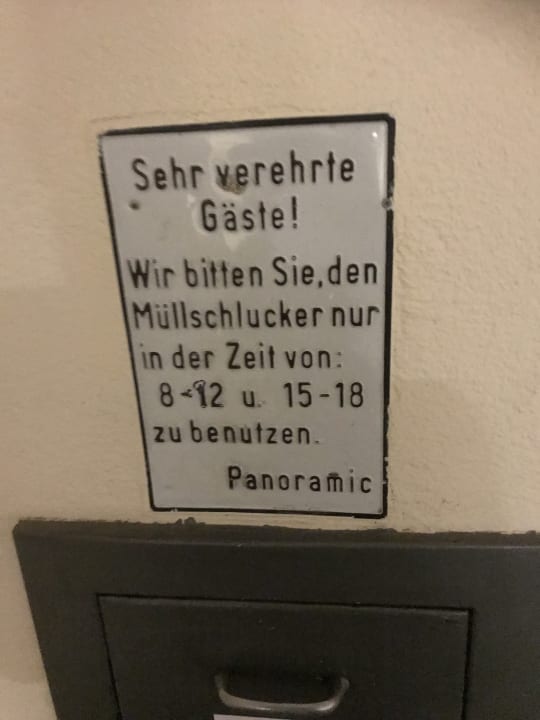 Sehr verehrte
Gäste!
Wir bitten Sie, den
Müllschlucker nur
in der Zeit von:
8-12 u. 15-18
zu benutzen.
Panoramic